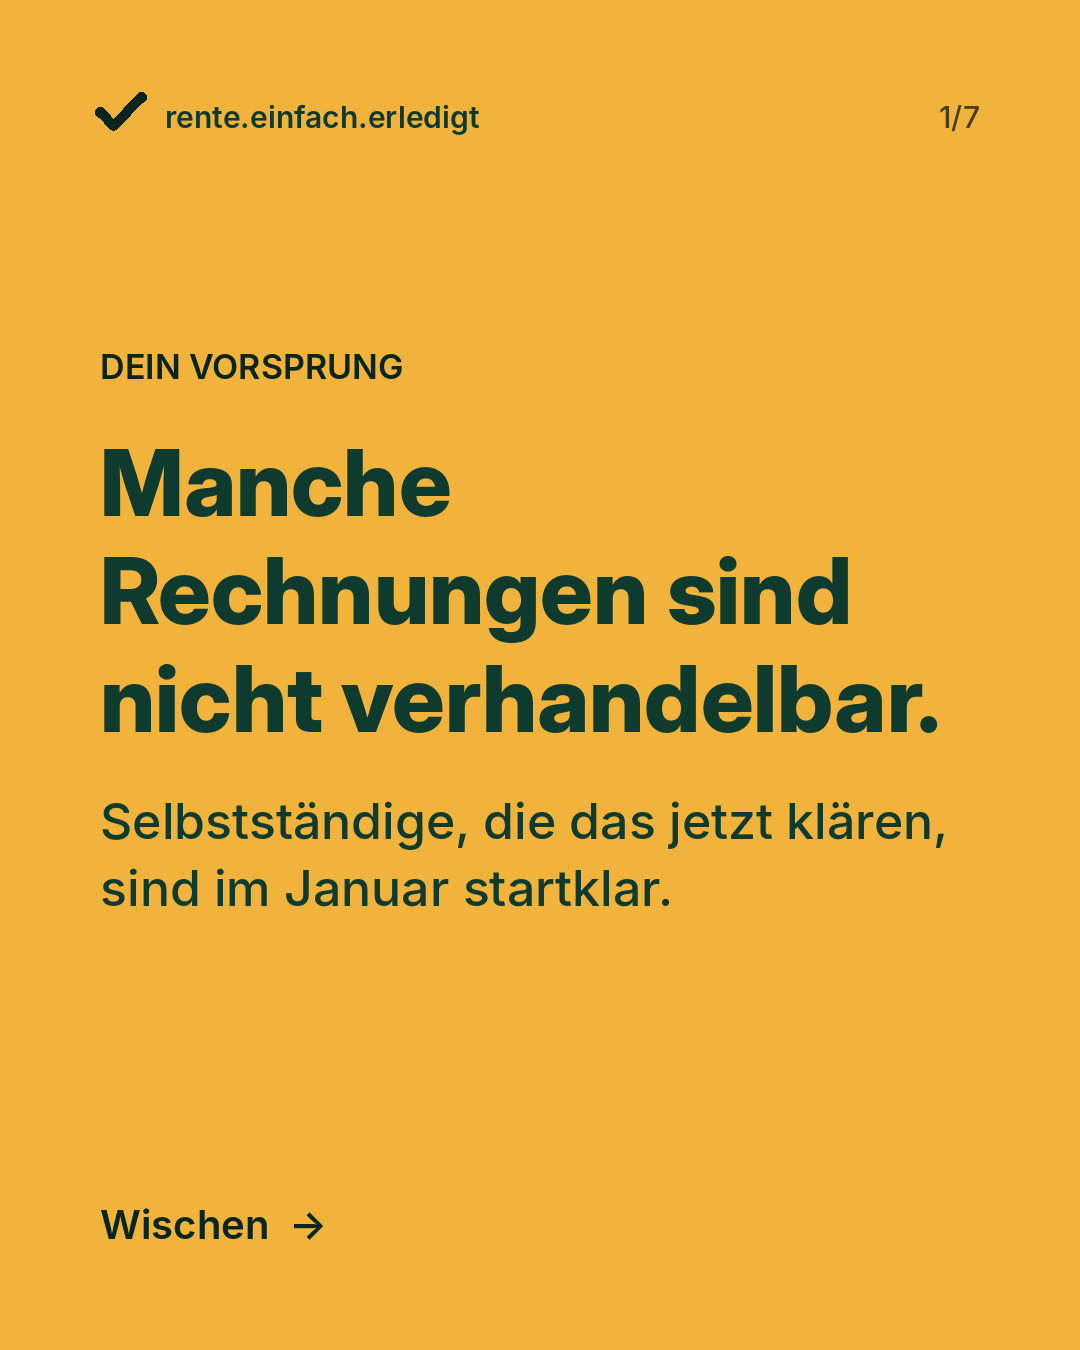 rente.einfach.erledigt
1/7
DEIN VORSPRUNG
Manche
Rechnungen sind
nicht verhandelbar.
Selbstständige, die das jetzt klären,
sind im Januar startklar.
Wischen →